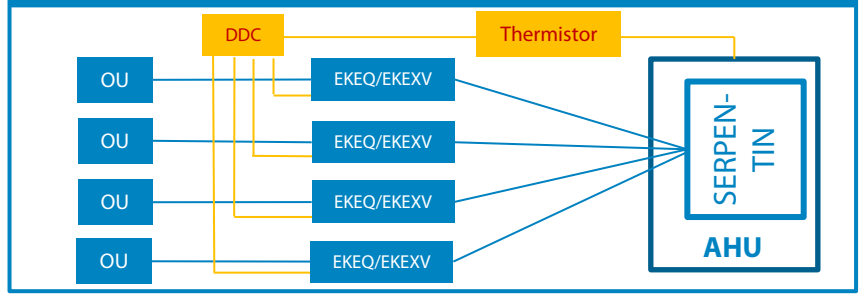 DDC
Thermistor
OU
EKEQ/EKEXV
OU
EKEQ/EKEXV
OU
EKEQ/EKEXV
OU
EKEQ/EKEXV
SERPEN-
TIN
AHU